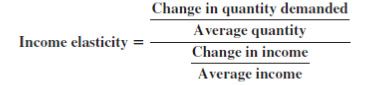 Change in quantity demanded
Average quantity
Income elasticity =
Change in income
Average income